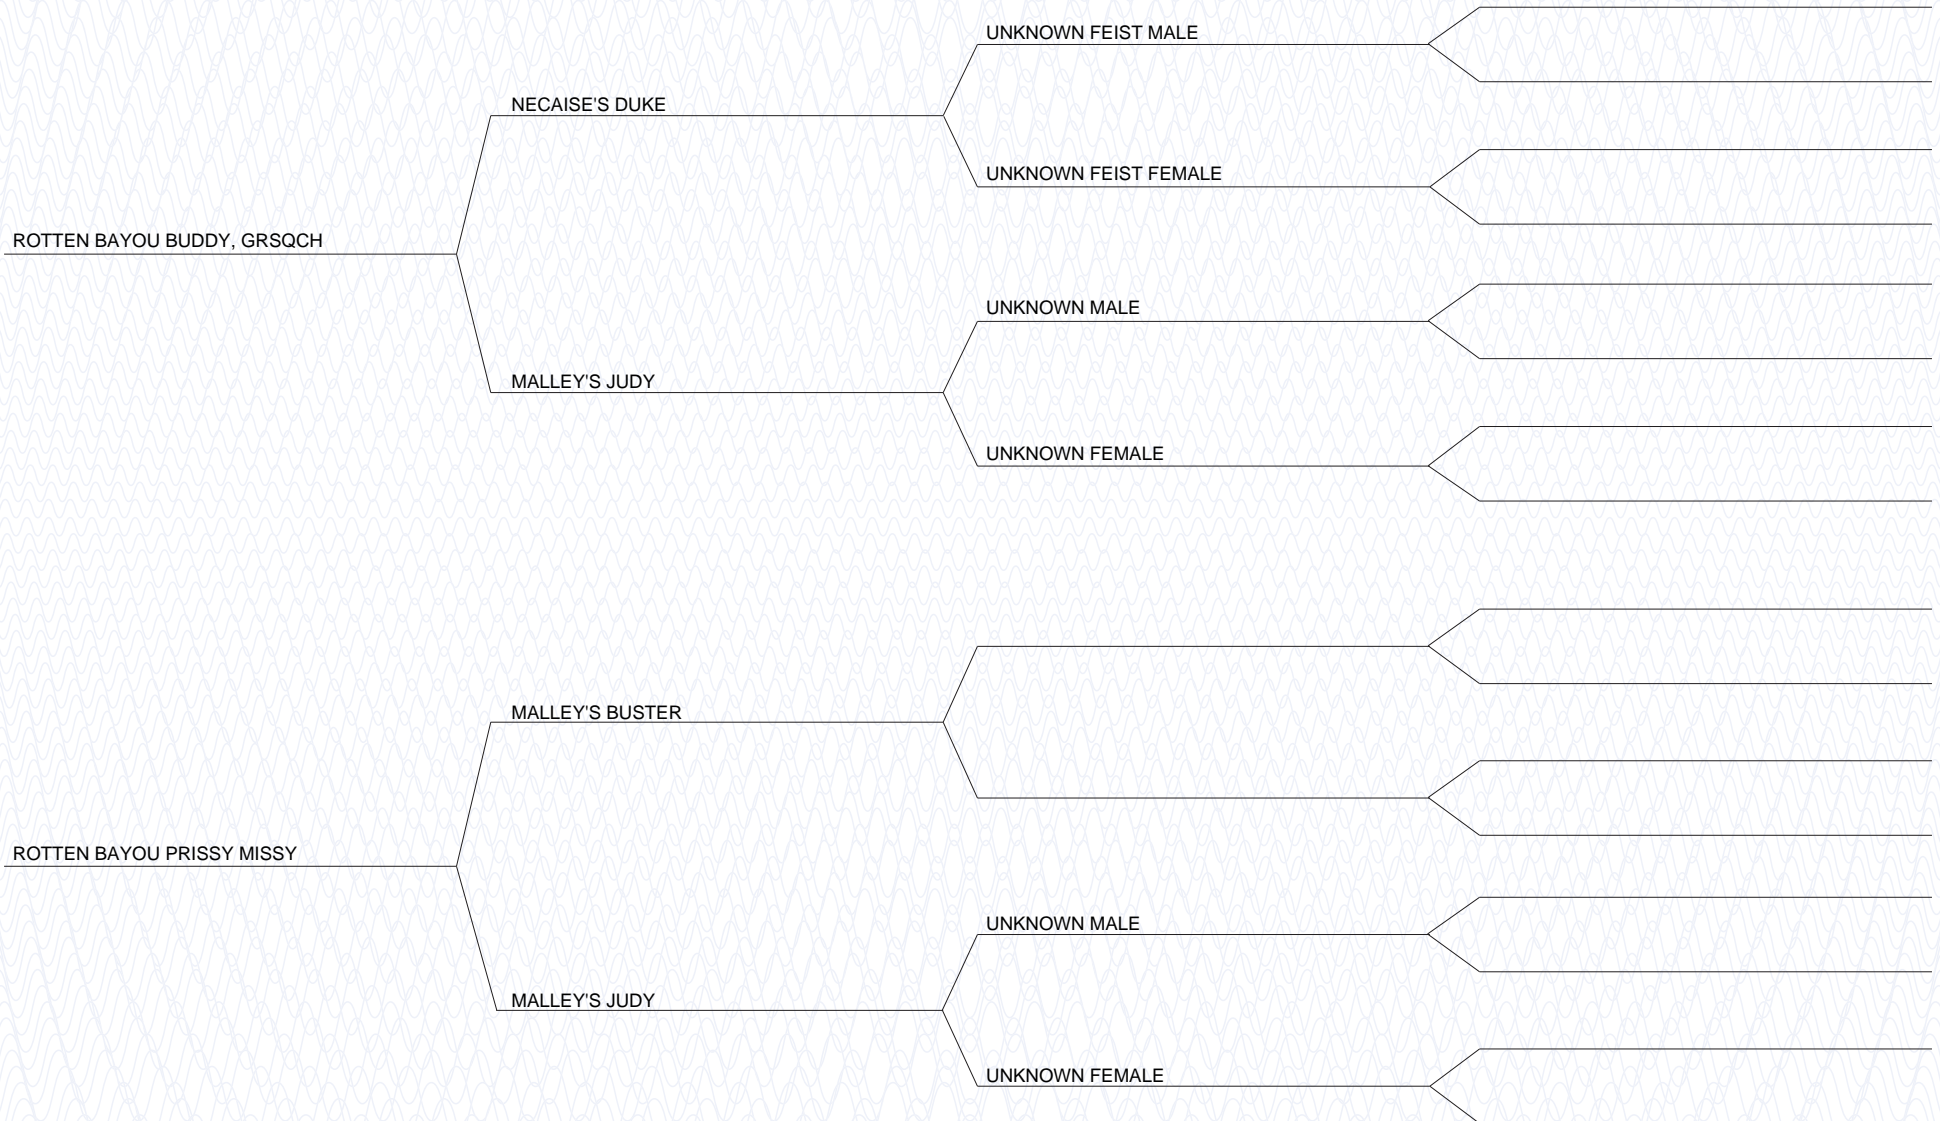 UNKNOWN FEIST MALE
NECAISE'S DUKE
UNKNOWN FEIST FEMALE
ROTTEN BAYOU BUDDY, GRSQCH
UNKNOWN MALE
MALLEY'S JUDY
UNKNOWN FEMALE
MALLEY'S BUSTER
ROTTEN BAYOU PRISSY MISSY
UNKNOWN MALE
MALLEY'S JUDY
UNKNOWN FEMALE